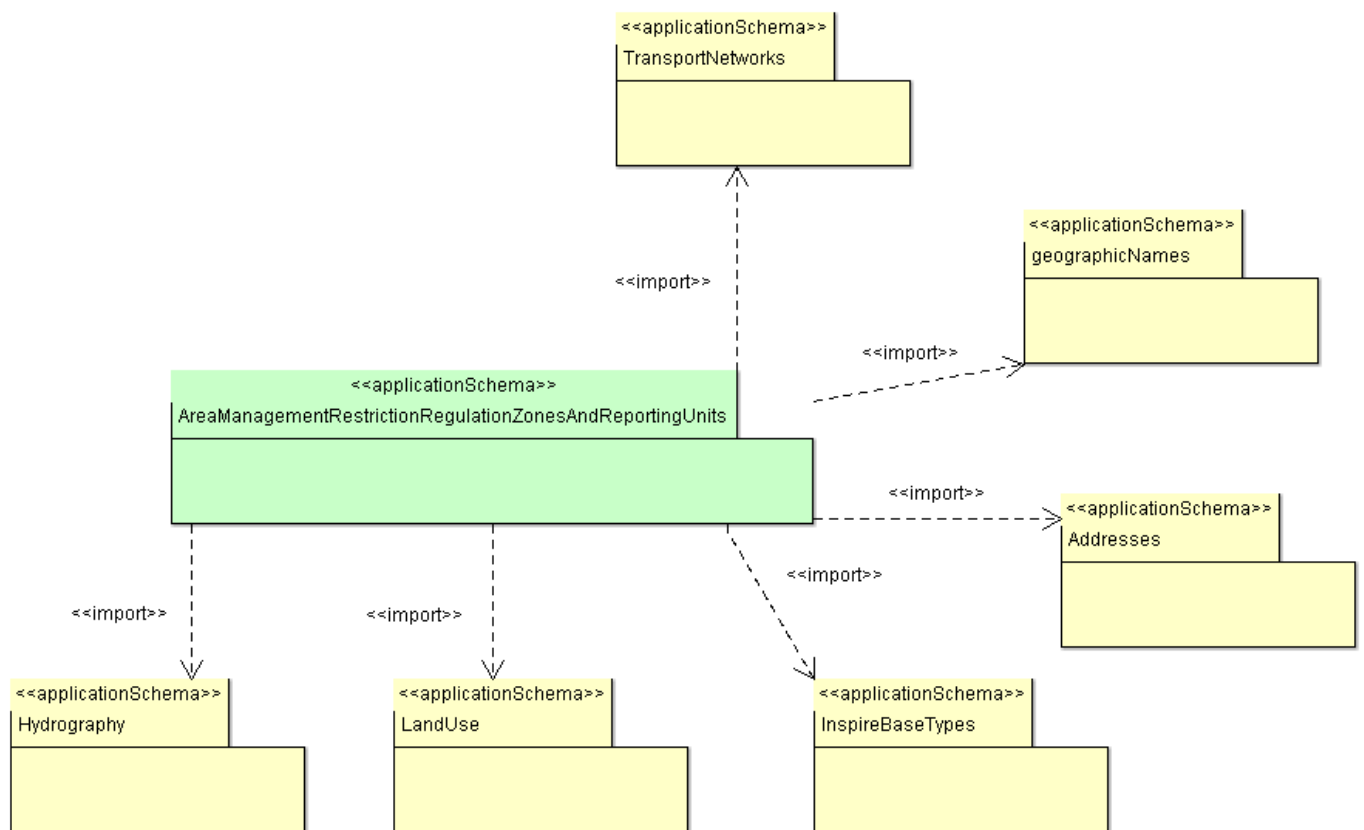 <<applicationSchema>>
TransportNetworks
<<applicationSchema>>
geographicNames
<<import>>
<<import>>
<<applicationSchema>>
AreaManagementRestrictionRegulationZonesAndReportingUnits
<<import>>
<<applicationSchema>>
Addresses
<<import>>
<<import>>
<<import>>
<<applicationSchema>>
Hydrography
<<applicationSchema>>
LandUse
<<applicationSchema>>
InspireBaseTypes